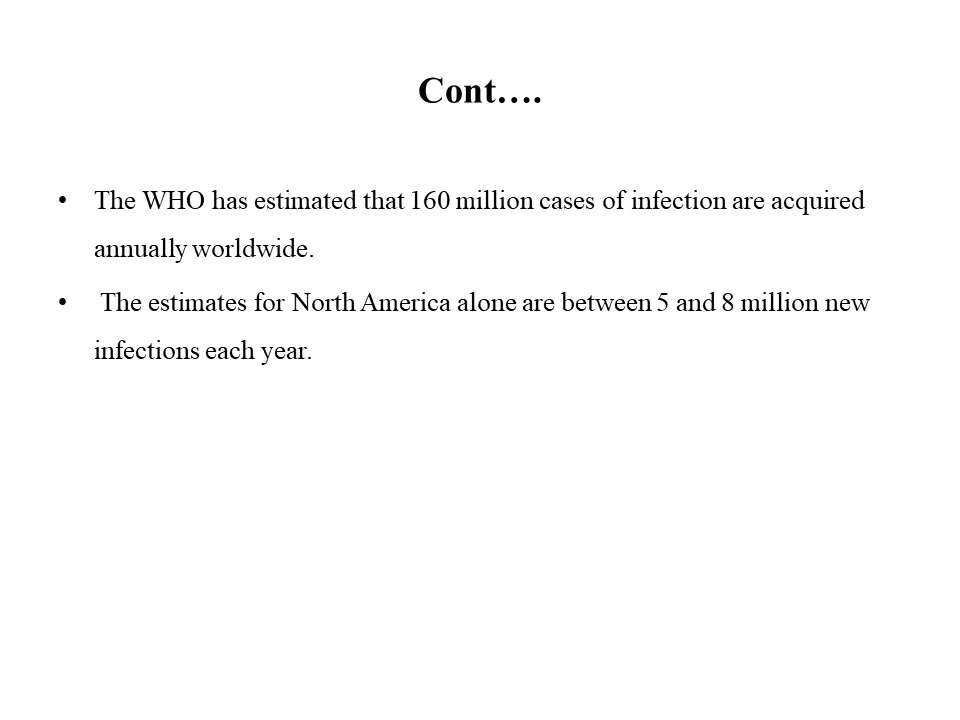 Cont….
• The WHO has estimated that 160 million cases of infection are acquired
annually worldwide.
• The estimates for North America alone are between 5 and 8 million new
infections each year.